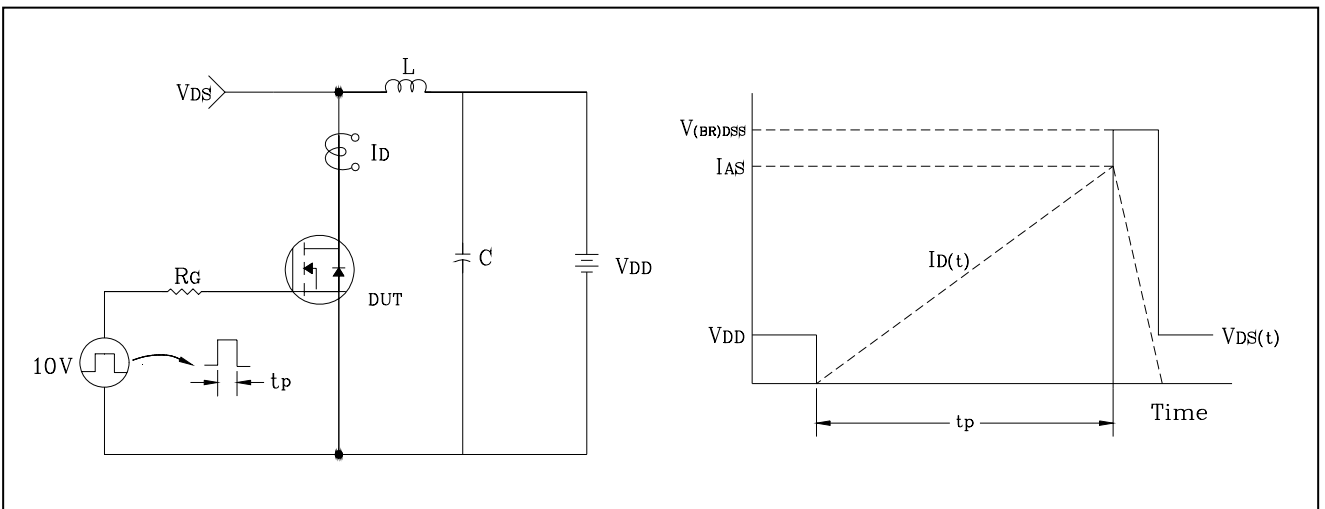 L
VDS
ID
RG
C
VDD
DUT
10V
tp
V(BR)DSS
IAS
ID(t)
VDD
VDS(t)
tp
Time